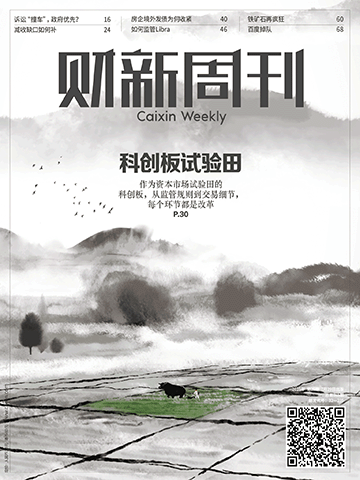 诉讼“撞车”,政府优先? 16
减收缺口如何补 24
房企境外发债为何收紧 40
如何监管Libra 46
铁矿石再疯狂 60
百度掉队 68
财新周刊
Caixin Weekly
科创板试验田
作为资本市场试验田的
科创板,从监管规则到交易细节,
每个环节都是改革
P.30